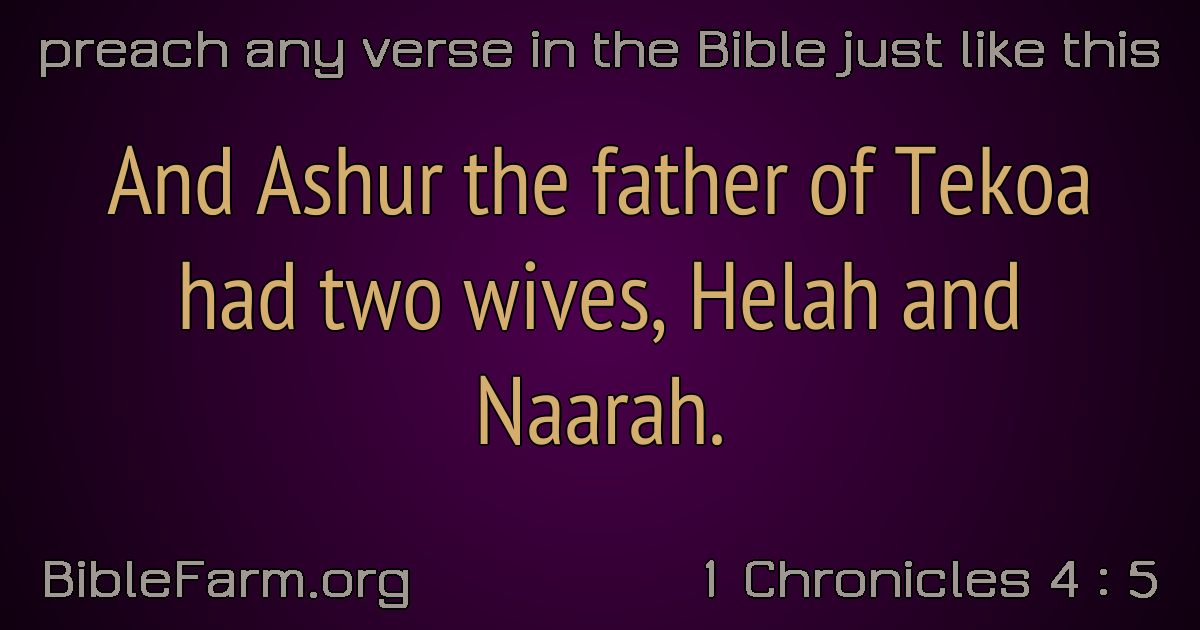 preach any verse in the Bible just like this
And Ashur the father of Tekoa
had two wives, Helah and
Naarah.
BibleFarm.org
1 Chronicles 4 : 5